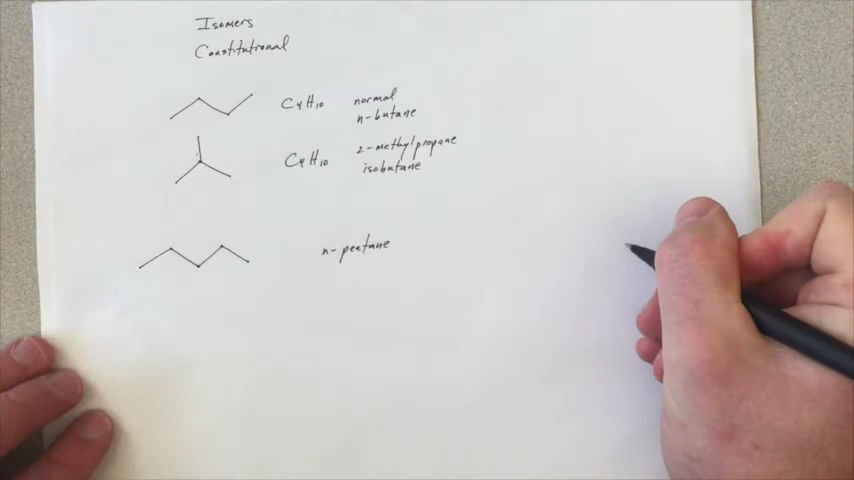 Isomers
Constitutional
C4H10 normal
n-butane
C4H10 2-methylpropane
isobutane
n-pentane